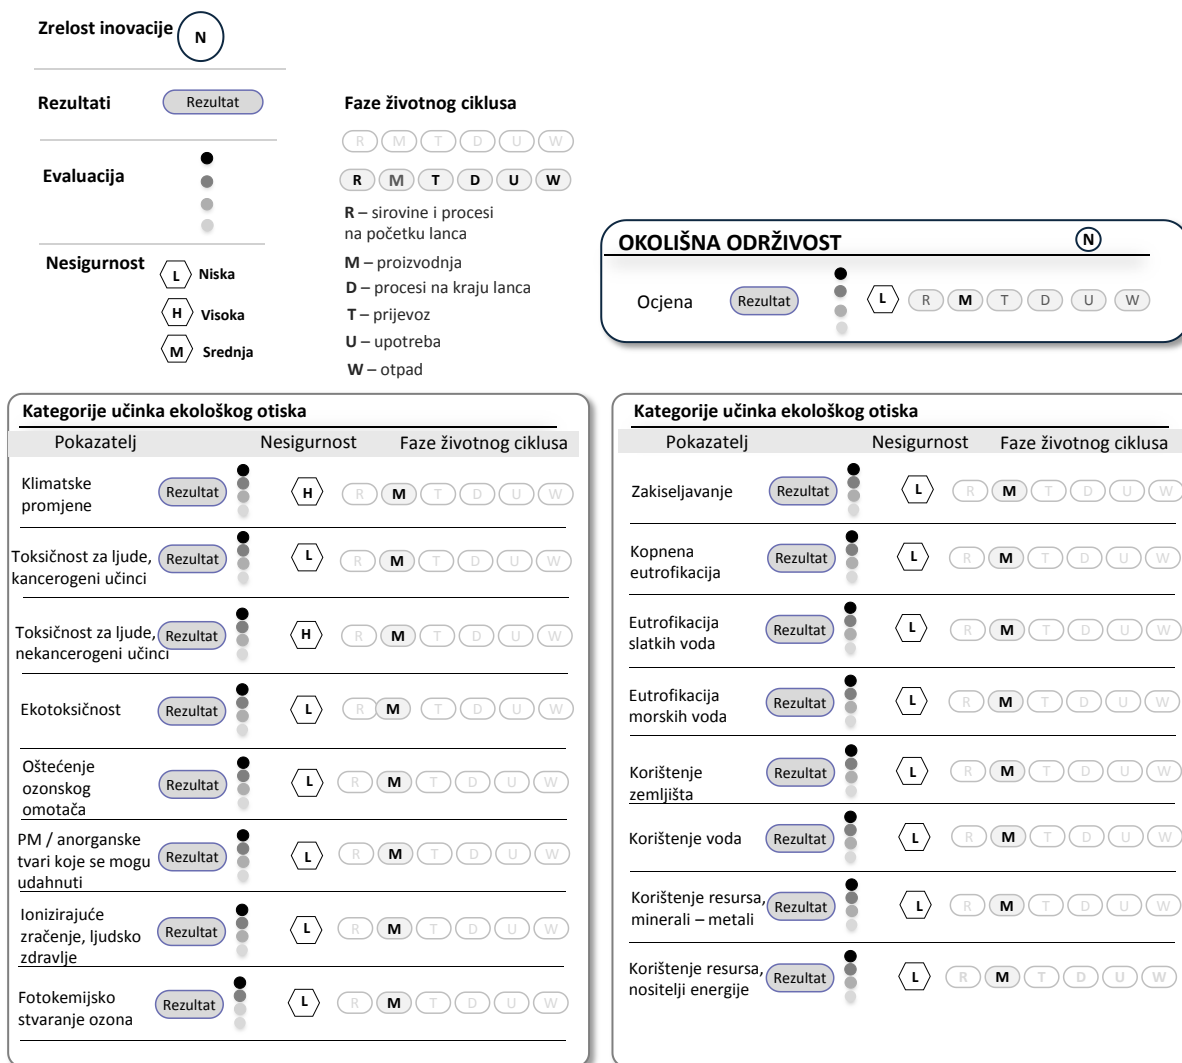 Zrelost inovacije N
Rezultati Rezultat
Evaluacija
Nesigurnost
L Niska
H Visoka
M Srednja
Faze životnog ciklusa
R M T D U W
R M T D U W
R – sirovine i procesi
na početku lanca
M – proizvodnja
D – procesi na kraju lanca
T – prijevoz
U – upotreba
W – otpad
OKOLIŠNA ODRŽIVOST N
Ocjena Rezultat L R M T D U W
Kategorije učinka ekološkog otiska
Pokazatelj Nesigurnost Faze životnog ciklusa
Klimatske
promjene Rezultat H R M T D U W
Toksičnost za ljude,
kancerogeni učinci Rezultat L R M T D U W
Toksičnost za ljude,
nekancerogeni učinci Rezultat H R M T D U W
Ekotoksičnost Rezultat L R M T D U W
Oštećenje
ozonskog
omotača Rezultat L R M T D U W
PM / anorganske
tvari koje se mogu
udahnuti Rezultat L R M T D U W
Ionizirajuće
zračenje, ljudsko
zdravlje Rezultat L R M T D U W
Fotokemijsko
stvaranje ozona Rezultat L R M T D U W
Kategorije učinka ekološkog otiska
Pokazatelj Nesigurnost Faze životnog ciklusa
Zakiseljavanje Rezultat L R M T D U W
Kopnena
eutrofikacija Rezultat L R M T D U W
Eutrofikacija
slatkih voda Rezultat L R M T D U W
Eutrofikacija
morskih voda Rezultat L R M T D U W
Korištenje
zemljišta Rezultat L R M T D U W
Korištenje voda Rezultat L R M T D U W
Korištenje resursa,
minerali – metali Rezultat L R M T D U W
Korištenje resursa,
nositelji energije Rezultat L R M T D U W